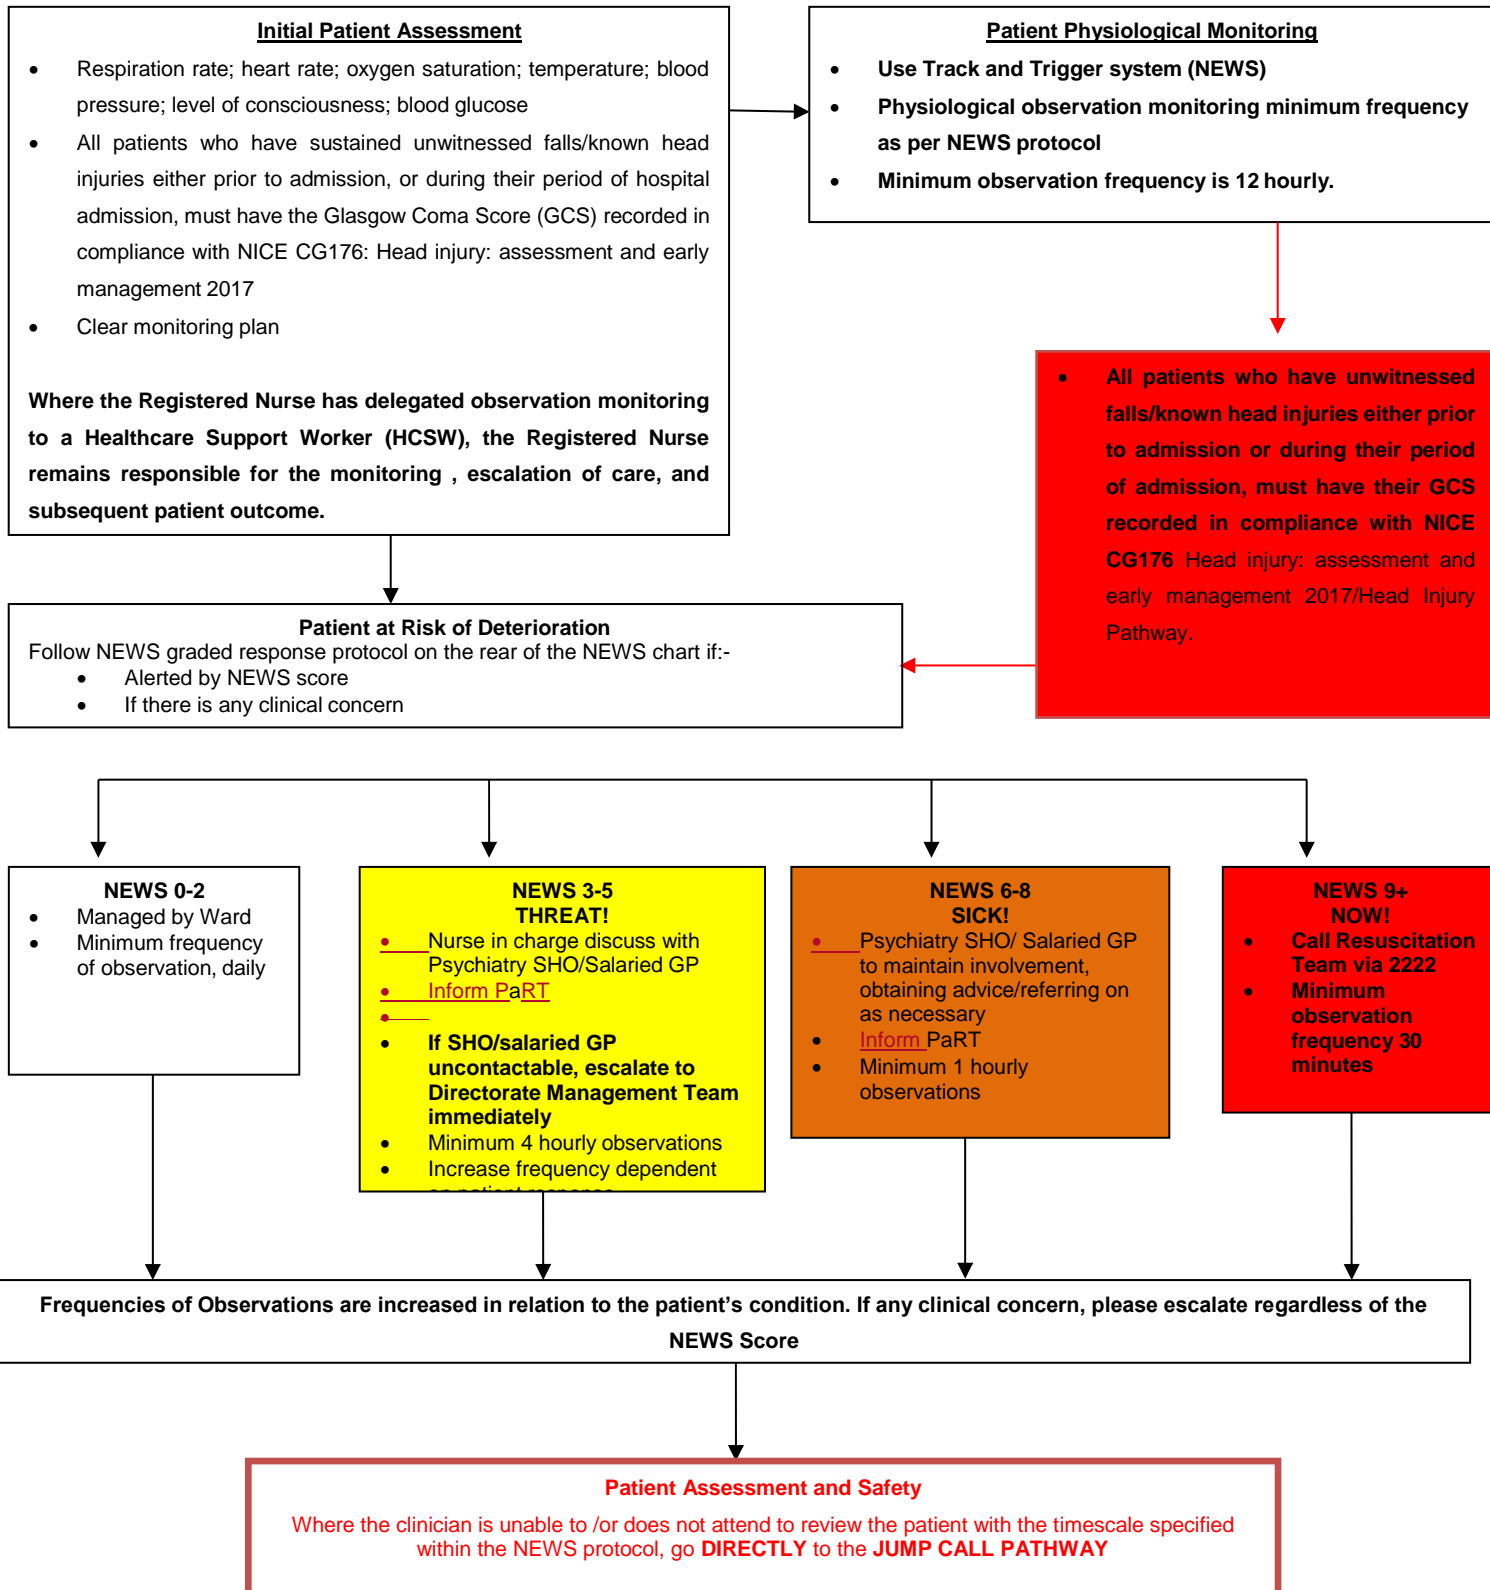 Initial Patient Assessment
• Respiration rate; heart rate; oxygen saturation; temperature; blood
pressure; level of consciousness; blood glucose
• All patients who have sustained unwitnessed falls/known head
injuries either prior to admission, or during their period of hospital
admission, must have the Glasgow Coma Score (GCS) recorded in
compliance with NICE CG176: Head injury: assessment and early
management 2017
• Clear monitoring plan
Where the Registered Nurse has delegated observation monitoring
to a Healthcare Support Worker (HCSW), the Registered Nurse
remains responsible for the monitoring , escalation of care, and
subsequent patient outcome.
Patient Physiological Monitoring
• Use Track and Trigger system (NEWS)
• Physiological observation monitoring minimum frequency
as per NEWS protocol
• Minimum observation frequency is 12 hourly.
• All patients who have unwitnessed
falls/known head injuries either prior
to admission or during their period
of admission, must have their GCS
recorded in compliance with NICE
CG176 Head injury: assessment and
early management 2017/Head Injury
Pathway.
Patient at Risk of Deterioration
Follow NEWS graded response protocol on the rear of the NEWS chart if:-
• Alerted by NEWS score
• If there is any clinical concern
NEWS 0-2
• Managed by Ward
• Minimum frequency
of observation, daily
NEWS 3-5
THREAT!
• Nurse in charge discuss with
Psychiatry SHO/Salaried GP
• Inform PaRT
•
• If SHO/salaried GP
uncontactable, escalate to
Directorate Management Team
immediately
• Minimum 4 hourly observations
• Increase frequency dependent
on patient response
NEWS 6-8
SICK!
• Psychiatry SHO/ Salaried GP
to maintain involvement,
obtaining advice/referring on
as necessary
• Inform PaRT
• Minimum 1 hourly
observations
NEWS 9+
NOW!
• Call Resuscitation
Team via 2222
• Minimum
observation
frequency 30
minutes
Frequencies of Observations are increased in relation to the patient’s condition. If any clinical concern, please escalate regardless of the
NEWS Score
Patient Assessment and Safety
Where the clinician is unable to /or does not attend to review the patient with the timescale specified
within the NEWS protocol, go DIRECTLY to the JUMP CALL PATHWAY